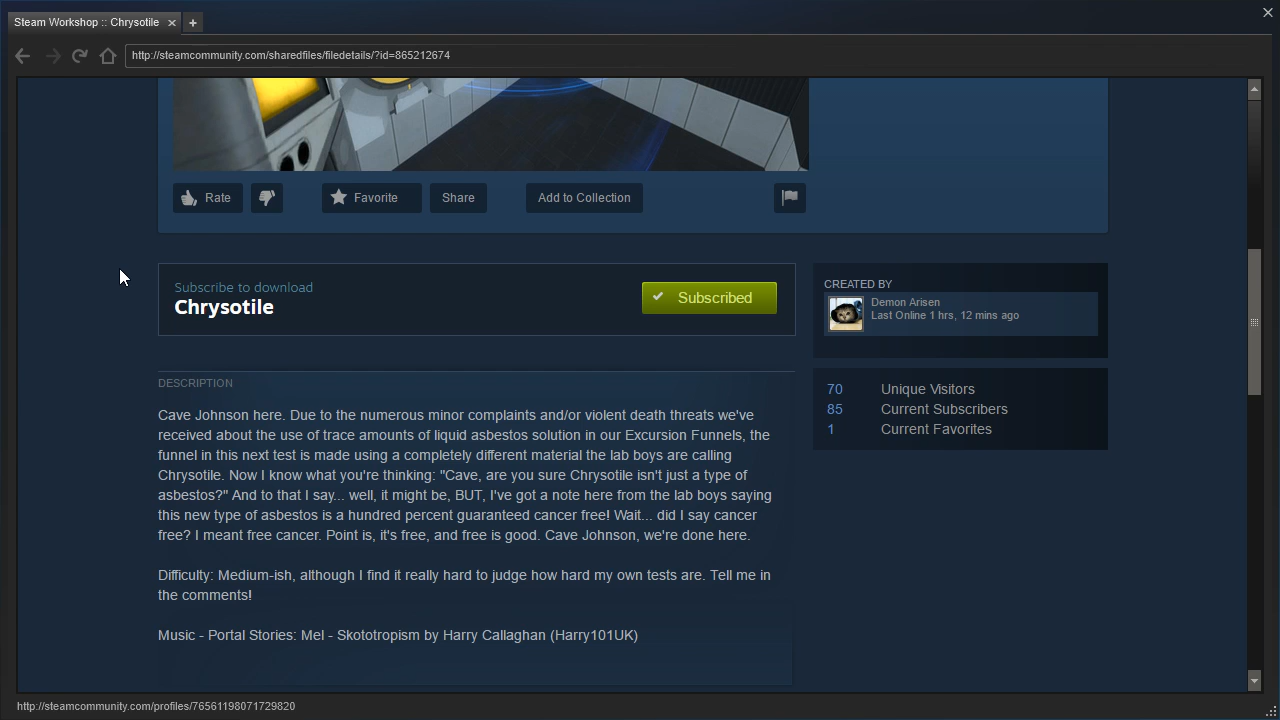 Steam Workshop :: Chrysotile
http://steamcommunity.com/sharedfiles/filedetails/?id=865212674
Rate
Favorite
Share
Add to Collection
Subscribe to download
Chrysotile
Subscribed
CREATED BY
Demon Arisen
Last Online 1 hrs, 12 mins ago
70 Unique Visitors
85 Current Subscribers
1 Current Favorites
DESCRIPTION
Cave Johnson here. Due to the numerous minor complaints and/or violent death threats we've
received about the use of trace amounts of liquid asbestos solution in our Excursion Funnels, the
funnel in this next test is made using a completely different material the lab boys are calling
Chrysotile. Now I know what you're thinking: "Cave, are you sure Chrysotile isn't just a type of
asbestos?" And to that I say... well, it might be, BUT, I've got a note here from the lab boys saying
this new type of asbestos is a hundred percent guaranteed cancer free! Wait... did I say cancer
free? I meant free cancer. Point is, it's free, and free is good. Cave Johnson, we're done here.
Difficulty: Medium-ish, although I find it really hard to judge how hard my own tests are. Tell me in
the comments!
Music - Portal Stories: Mel - Skototropism by Harry Callaghan (Harry101UK)
http://steamcommunity.com/profiles/76561198071729820